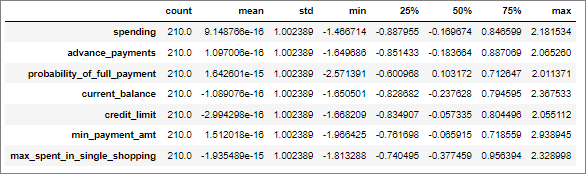 count mean std min 25% 50% 75% max
spending 210.0 9.148766e-16 1.002389 -1.466714 -0.887955 -0.169674 0.846599 2.181534
advance_payments 210.0 1.097006e-16 1.002389 -1.649686 -0.851433 -0.183664 0.887069 2.065260
probability_of_full_payment 210.0 1.642601e-15 1.002389 -2.571391 -0.600968 0.103172 0.712647 2.011371
current_balance 210.0 -1.089076e-16 1.002389 -1.650501 -0.828682 -0.237628 0.794595 2.367533
credit_limit 210.0 -2.994298e-16 1.002389 -1.668209 -0.834907 -0.057335 0.804496 2.055112
min_payment_amt 210.0 1.512018e-16 1.002389 -1.966425 -0.761698 -0.065915 0.718559 2.938945
max_spent_in_single_shopping 210.0 -1.935489e-15 1.002389 -1.813288 -0.740495 -0.377459 0.956394 2.328998